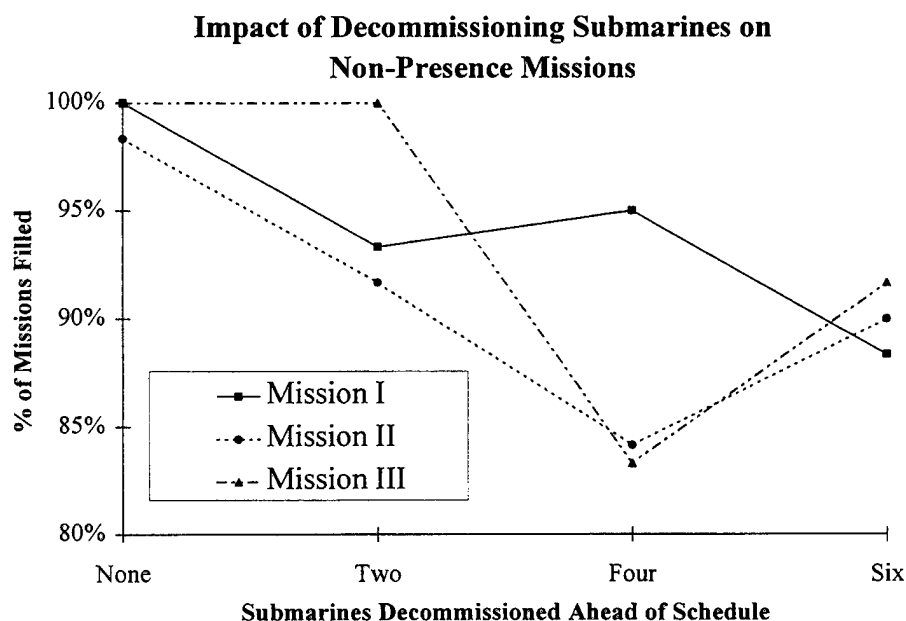 Impact of Decommissioning Submarines on
Non-Presence Missions
% of Missions Filled
100%
95%
90%
85%
80%
Mission I
Mission II
Mission III
None Two Four Six
Submarines Decommissioned Ahead of Schedule